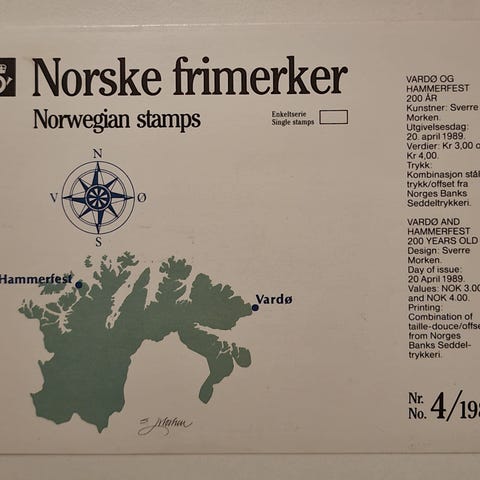 Norske frimerker
Norwegian stamps
Enkeltserie
Single stamps
N
V Ø
S
Hammerfest
Vardø
VARDØ OG
HAMMERFEST
200 ÅR
Kunstner: Sverre
Morken.
Utgivelsesdag:
20. april 1989.
Verdier: Kr 3,00 o
Kr 4,00.
Trykk:
Kombinasjon stål
trykk/offset fra
Norges Banks
Seddeltrykkeri.
VARDØ AND
HAMMERFEST
200 YEARS OLD
Design: Sverre
Morken.
Day of issue:
20 April 1989.
Values: NOK 3.00
and NOK 4.00.
Printing:
Combination of
taille-douce/offse
from Norges
Banks Seddel-
trykkeri.
Nr.
No. 4/198